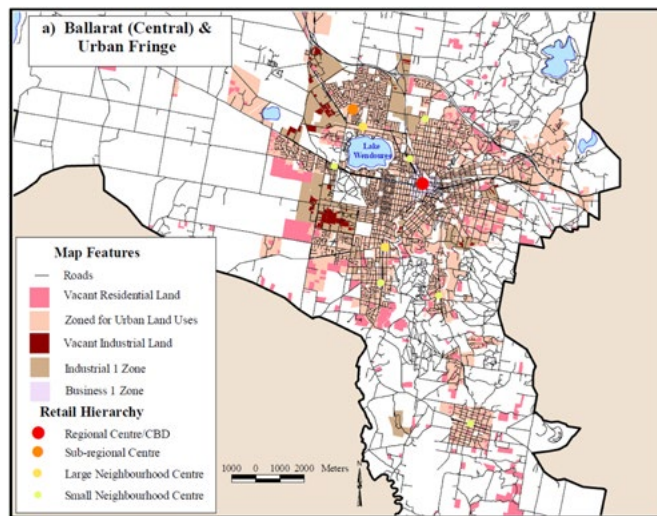 a) Ballarat (Central) &
Urban Fringe
Lake
Wendouree
Map Features
Roads
Vacant Residential Land
Zoned for Urban Land Uses
Vacant Industrial Land
Industrial 1 Zone
Business 1 Zone
Retail Hierarchy
Regional Centre/CBD
Sub-regional Centre
Large Neighbourhood Centre
Small Neighbourhood Centre
1000 0 1000 2000 Meters